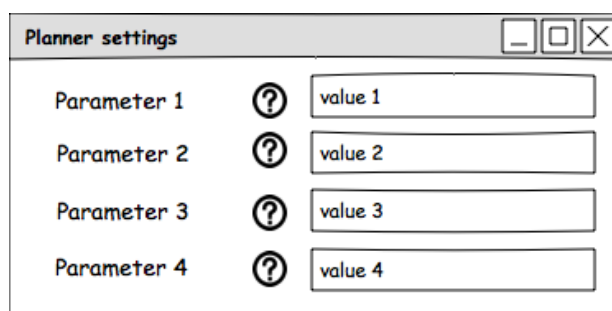 Planner settings
Parameter 1 ? value 1
Parameter 2 ? value 2
Parameter 3 ? value 3
Parameter 4 ? value 4